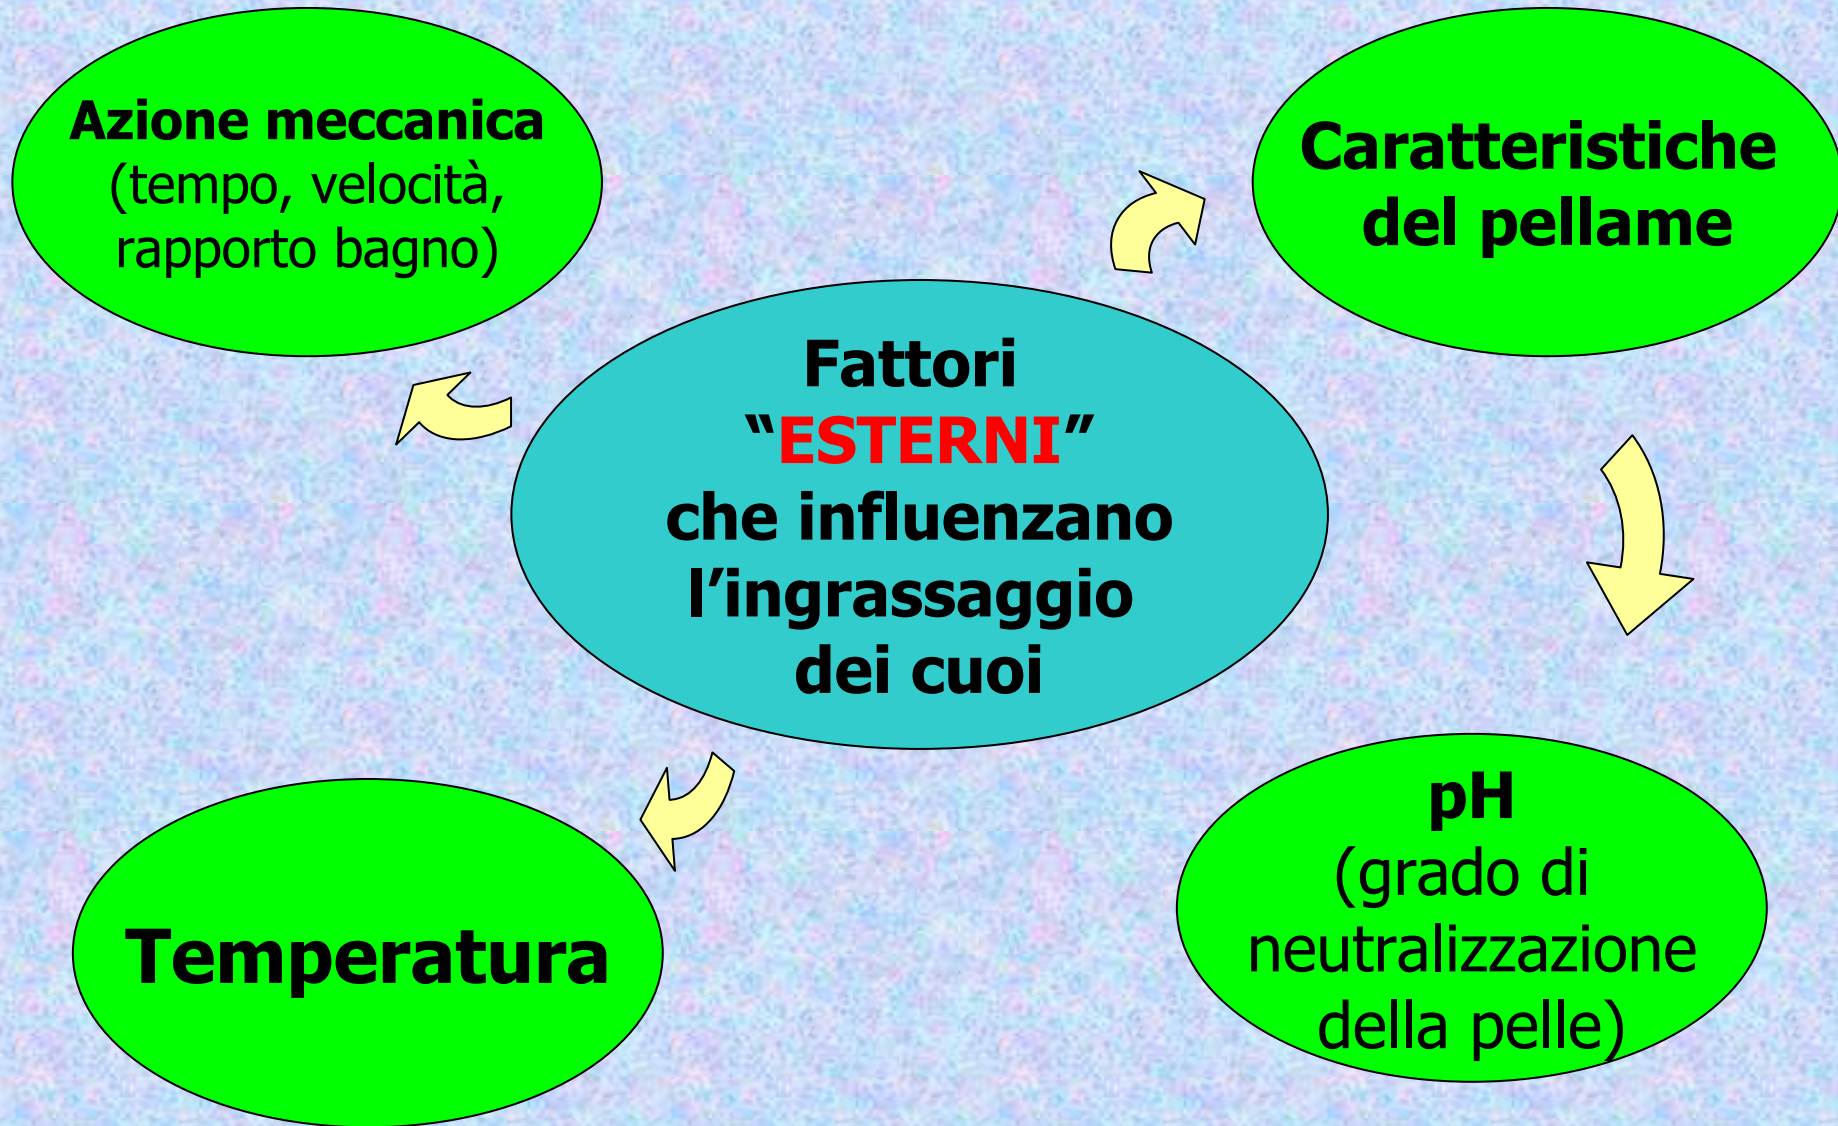 Azione meccanica
(tempo, velocità,
rapporto bagno)
Caratteristiche
del pellame
Fattori
“ESTERNI”
che influenzano
l’ingrassaggio
dei cuoi
Temperatura
pH
(grado di
neutralizzazione
della pelle)